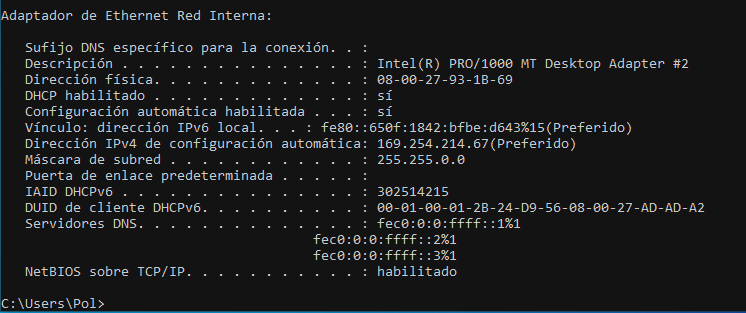 Adaptador de Ethernet Red Interna:
Sufijo DNS específico para la conexión. . :
Descripción . . . . . . . . . . . . . . . : Intel(R) PRO/1000 MT Desktop Adapter #2
Dirección física. . . . . . . . . . . . . : 08-00-27-93-1B-69
DHCP habilitado . . . . . . . . . . . . . : sí
Configuración automática habilitada . . . : sí
Vínculo: dirección IPv6 local. . . : fe80::650f:1842:bfbe:d643%15(Preferido)
Dirección IPv4 de configuración automática: 169.254.214.67(Preferido)
Máscara de subred . . . . . . . . . . . . : 255.255.0.0
Puerta de enlace predeterminada . . . . . :
IAID DHCPv6 . . . . . . . . . . . . . . . : 302514215
DUID de cliente DHCPv6. . . . . . . . . . : 00-01-00-01-2B-24-D9-56-08-00-27-AD-AD-A2
Servidores DNS. . . . . . . . . . . . . . : fec0:0:0:ffff::1%1
fec0:0:0:ffff::2%1
fec0:0:0:ffff::3%1
NetBIOS sobre TCP/IP. . . . . . . . . . . : habilitado
C:\Users\Pol>